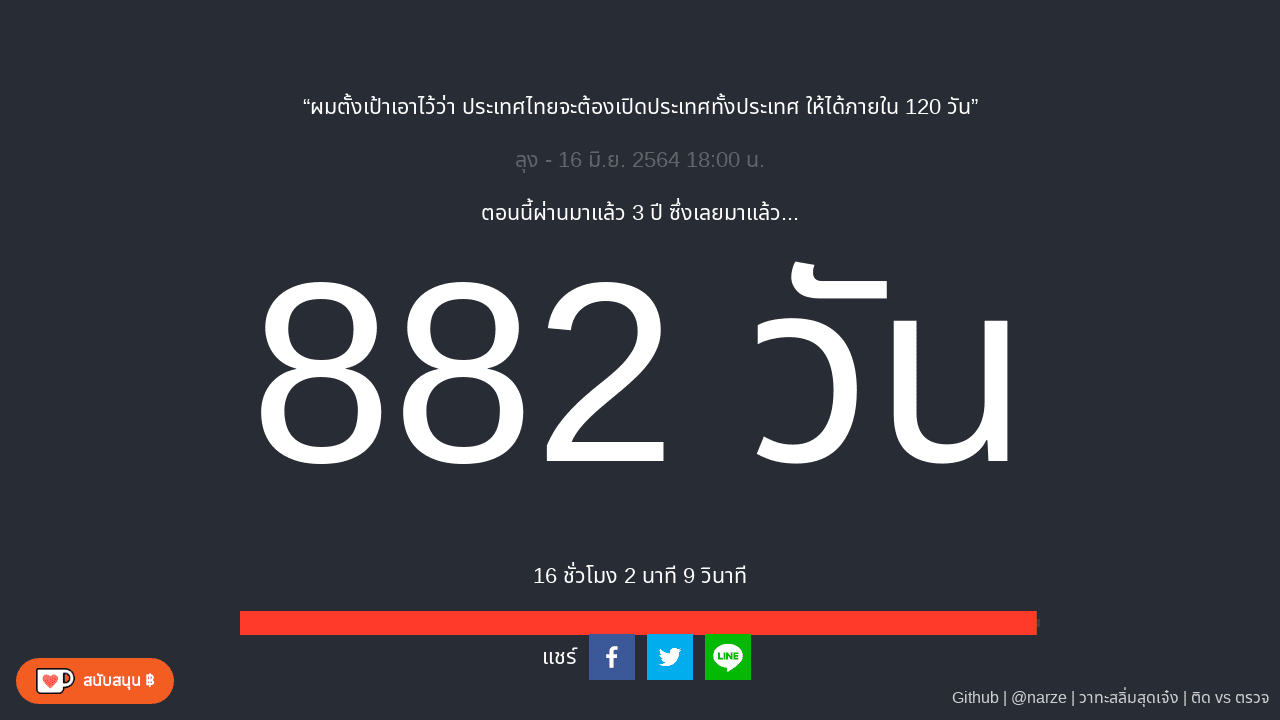 “ผมตั้งเป้าเอาไว้ว่า ประเทศไทยจะต้องเปิดประเทศทั้งประเทศ ให้ได้ภายใน 120 วัน”
ลุง - 16 มิ.ย. 2564 18:00 น.
ตอนนี้ผ่านมาแล้ว 3 ปี ซึ่งเลยมาแล้ว...
882 วัน
16 ชั่วโมง 2 นาที 9 วินาที
แชร์
LINE
สนับสนุน ฿
Github | @narze | วาทะสลิ่มสุดเจ๋ง | ติด vs ตรวจ